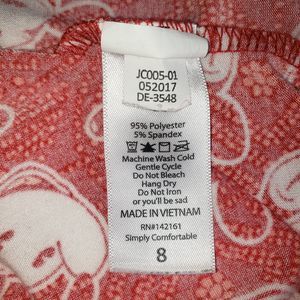 JC005-01
052017
DE-3548
95% Polyester
5% Spandex
Machine Wash Cold
Gentle Cycle
Do Not Bleach
Hang Dry
Do Not Iron
or you'll be sad
MADE IN VIETNAM
RN#142161
Simply Comfortable
8